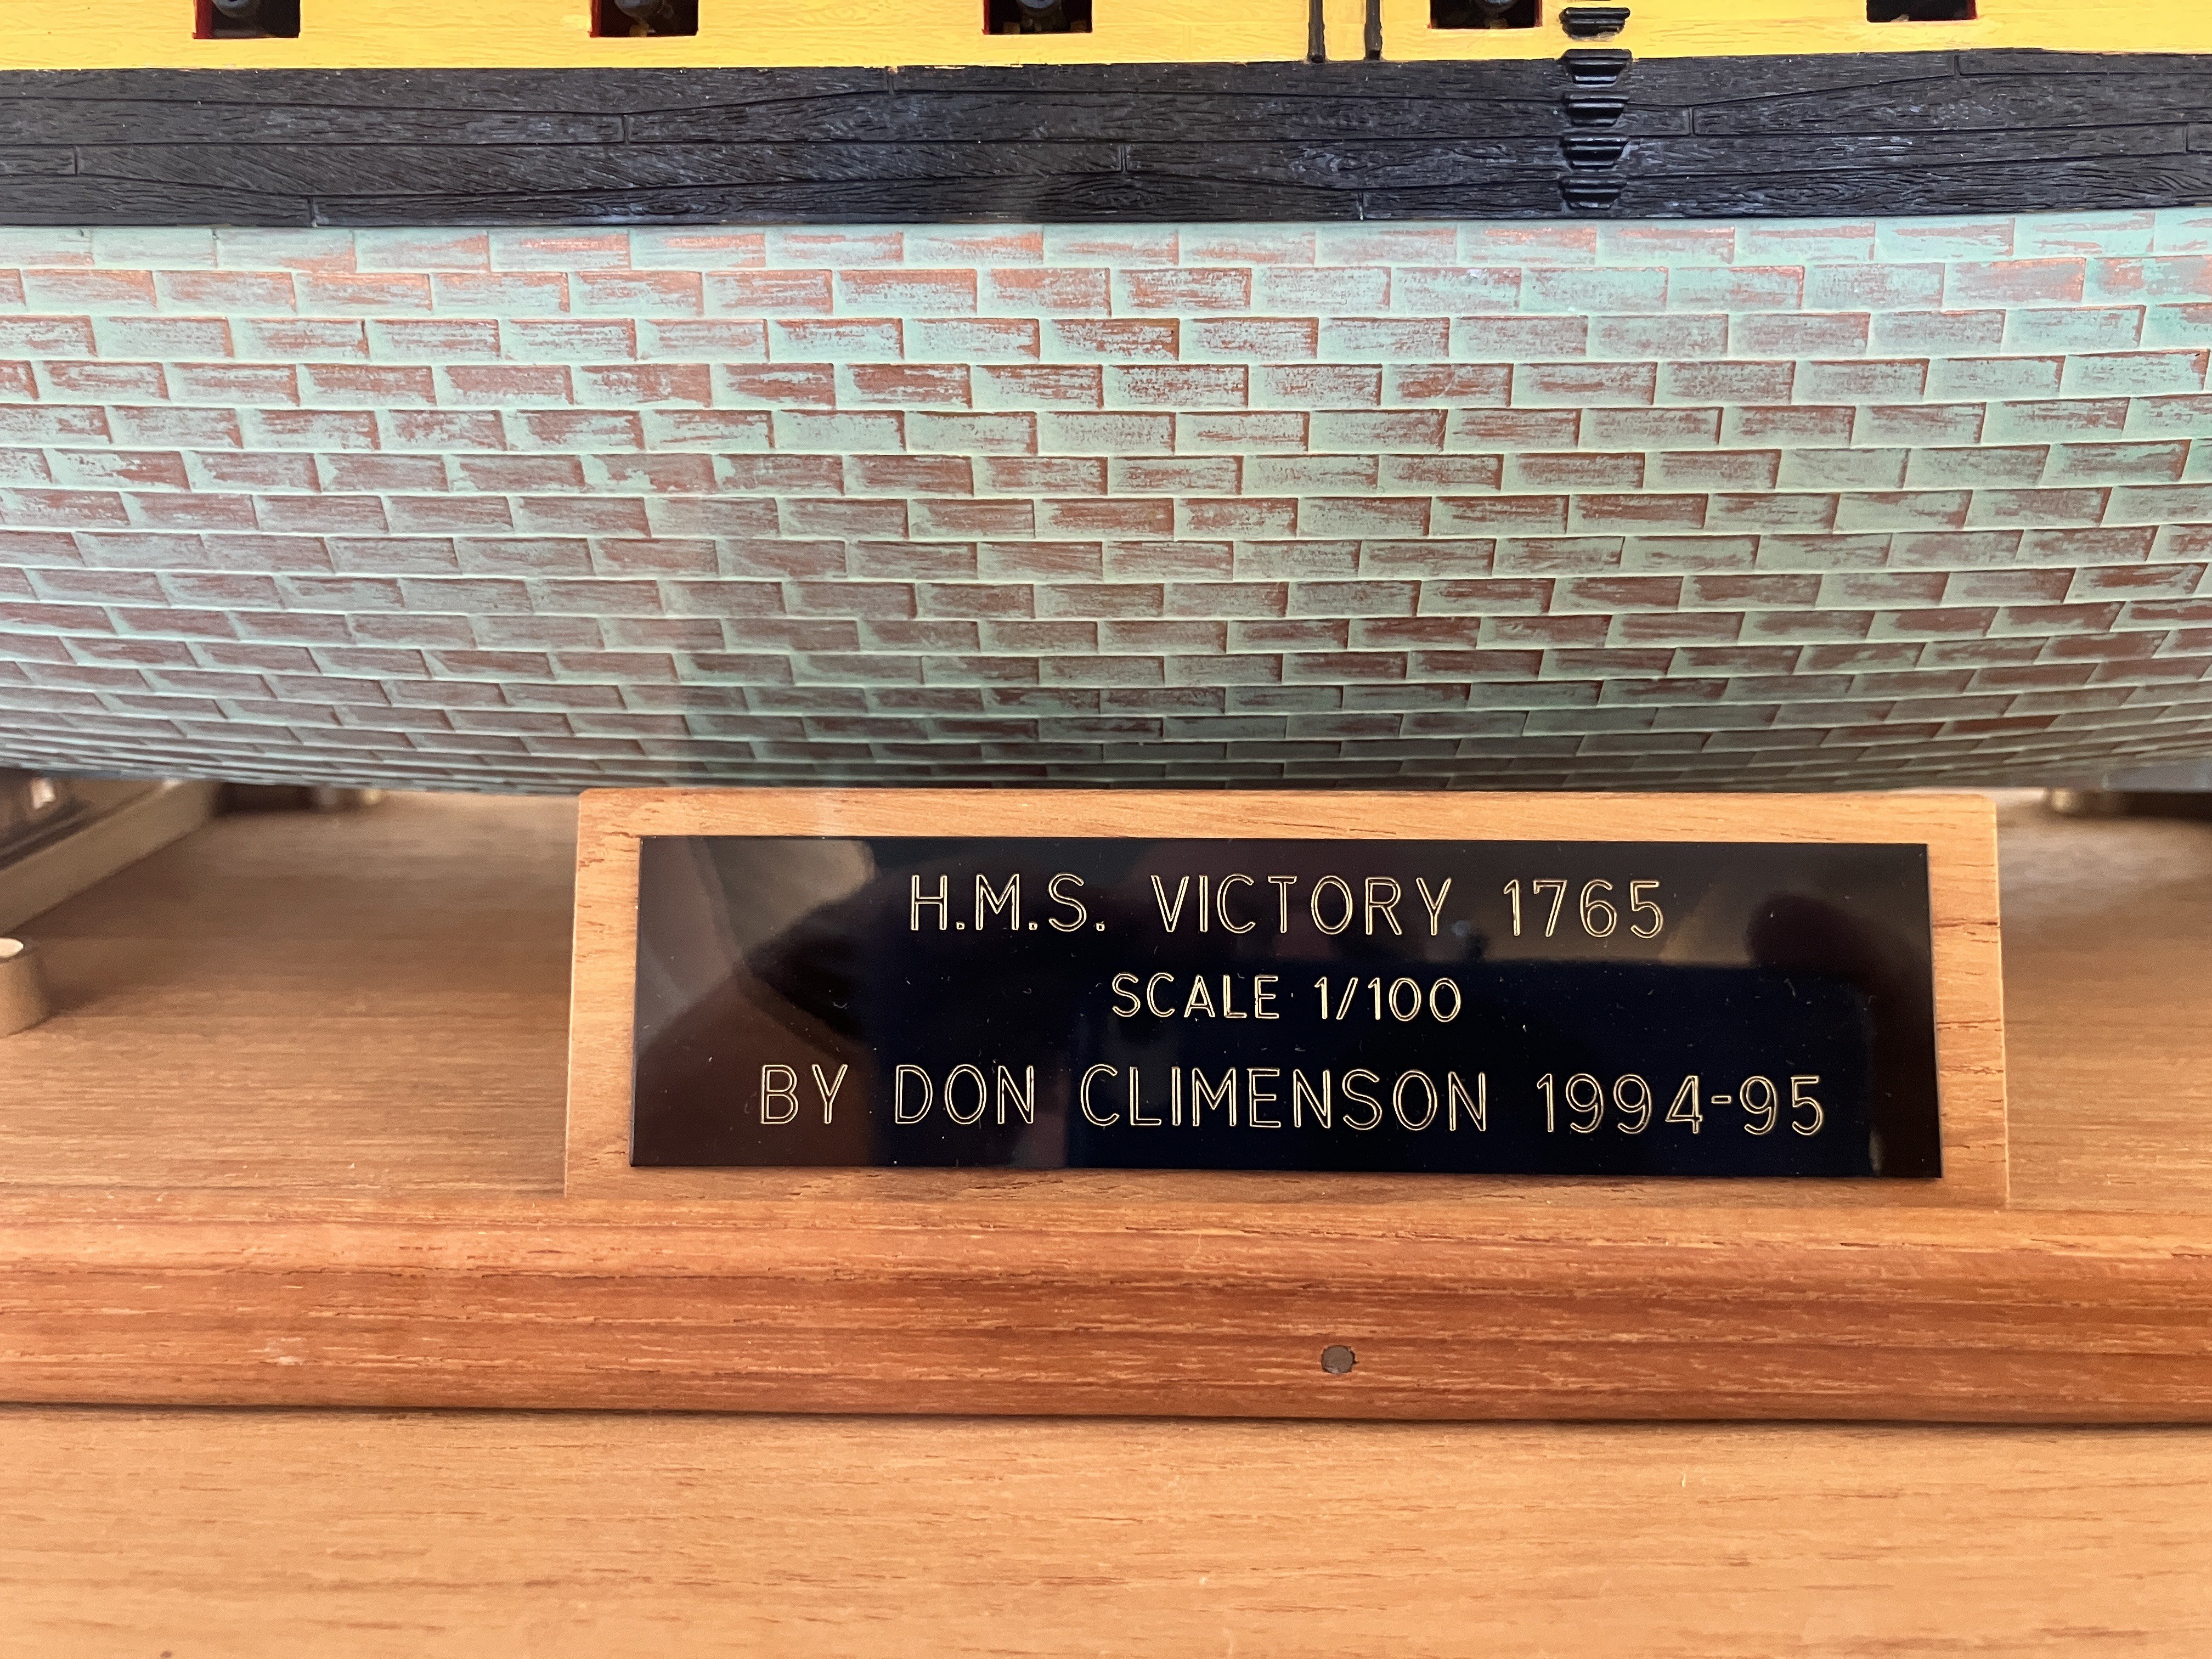 H.M.S. VICTORY 1765
SCALE 1/100
BY DON CLIMENSON 1994-95